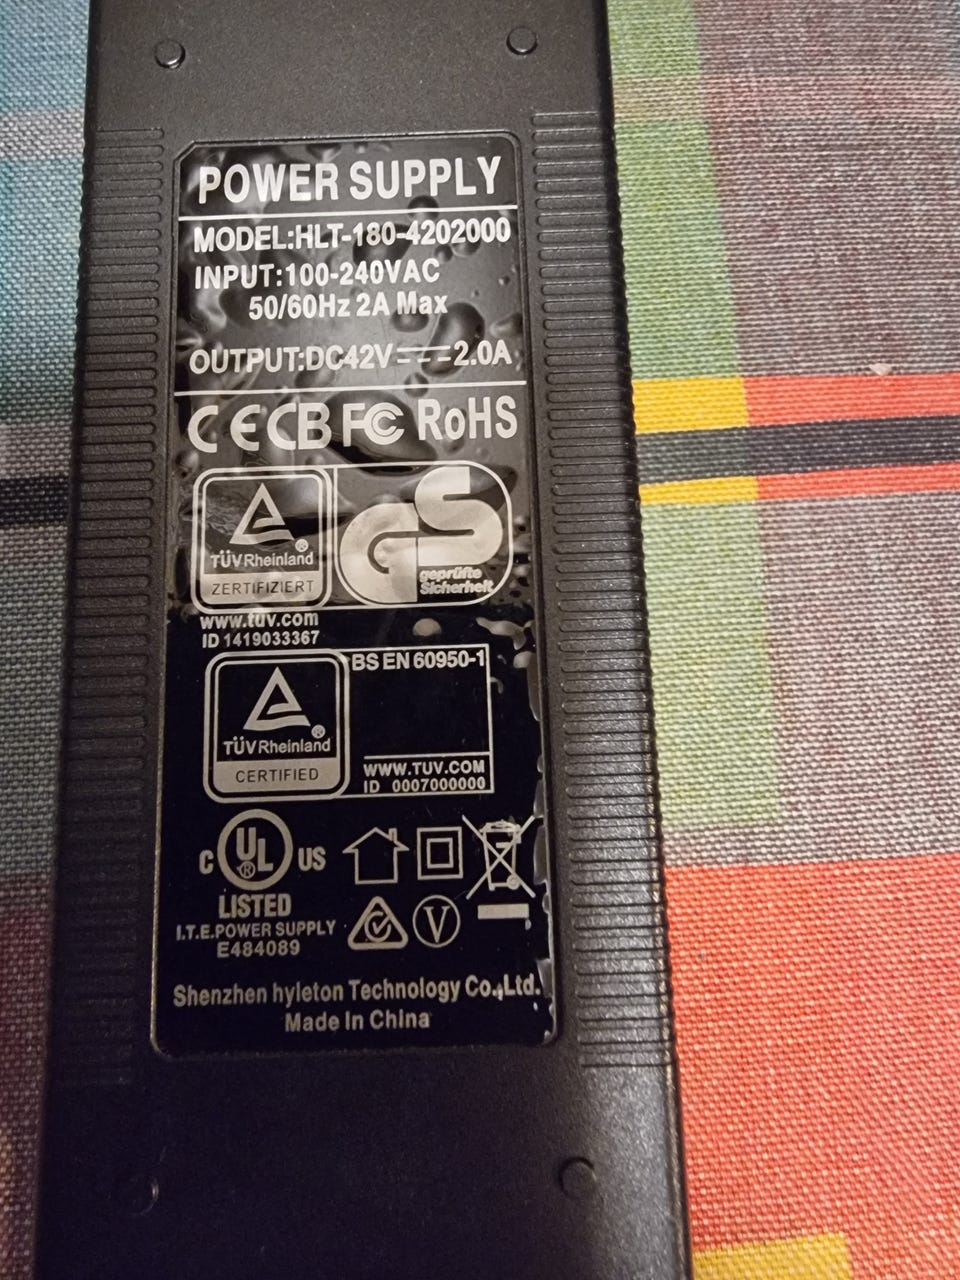 POWER SUPPLY
MODEL:HLT-180-4202000
INPUT:100-240VAC
50/60Hz 2A Max
OUTPUT:DC42V⎓2.0A
CE CB FC RoHS
TÜVRheinland®
ZERTIFIZIERT
GS
geprüfte
Sicherheit
www.tuv.com
ID 1419033367
BS EN 60950-1
TÜVRheinland®
CERTIFIED
WWW.TUV.COM
ID 0007000000
C UL® US
LISTED
I.T.E.POWER SUPPLY
E484089
V
Shenzhen hyleton Technology Co.,Ltd.
Made In China